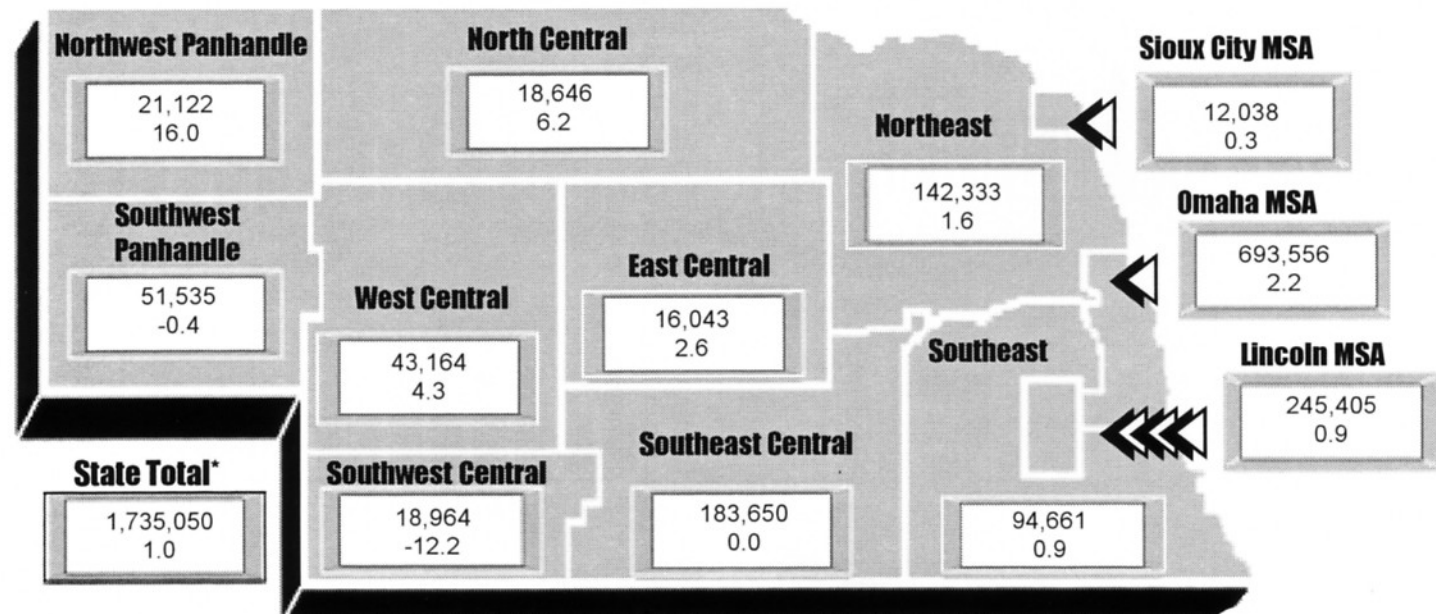 Northwest Panhandle
21,122
16.0
North Central
18,646
6.2
Sioux City MSA
12,038
0.3
Northeast
142,333
1.6
Southwest
Panhandle
51,535
-0.4
Omaha MSA
693,556
2.2
West Central
43,164
4.3
East Central
16,043
2.6
Southeast
94,661
0.9
Lincoln MSA
245,405
0.9
State Total*
1,735,050
1.0
Southwest Central
18,964
-12.2
Southeast Central
183,650
0.0